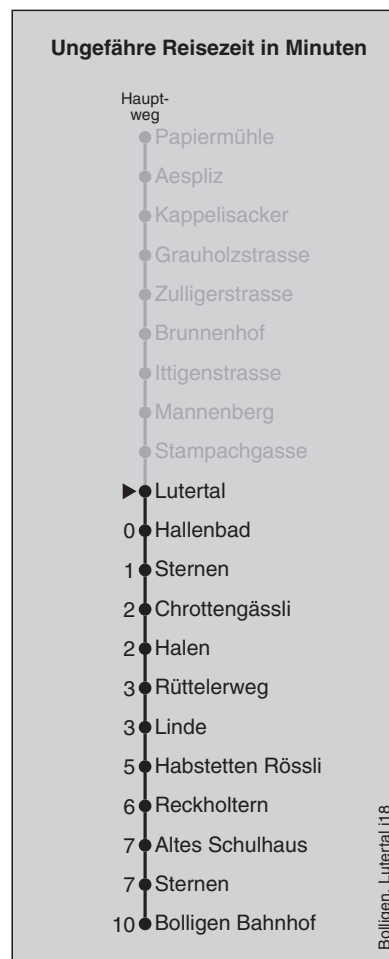 Ungefähre Reisezeit in Minuten
Haupt-
weg
Papiermühle
Aespliz
Kappelisacker
Grauholzstrasse
Zulligerstrasse
Brunnenhof
Ittigenstrasse
Mannenberg
Stampachgasse
Lutertal
0 Hallenbad
1 Sternen
2 Chrottengässli
2 Halen
3 Rüttelerweg
3 Linde
5 Habstetten Rössli
6 Reckholtern
7 Altes Schulhaus
7 Sternen
10 Bolligen Bahnhof
Bolligen, Lutertal j18